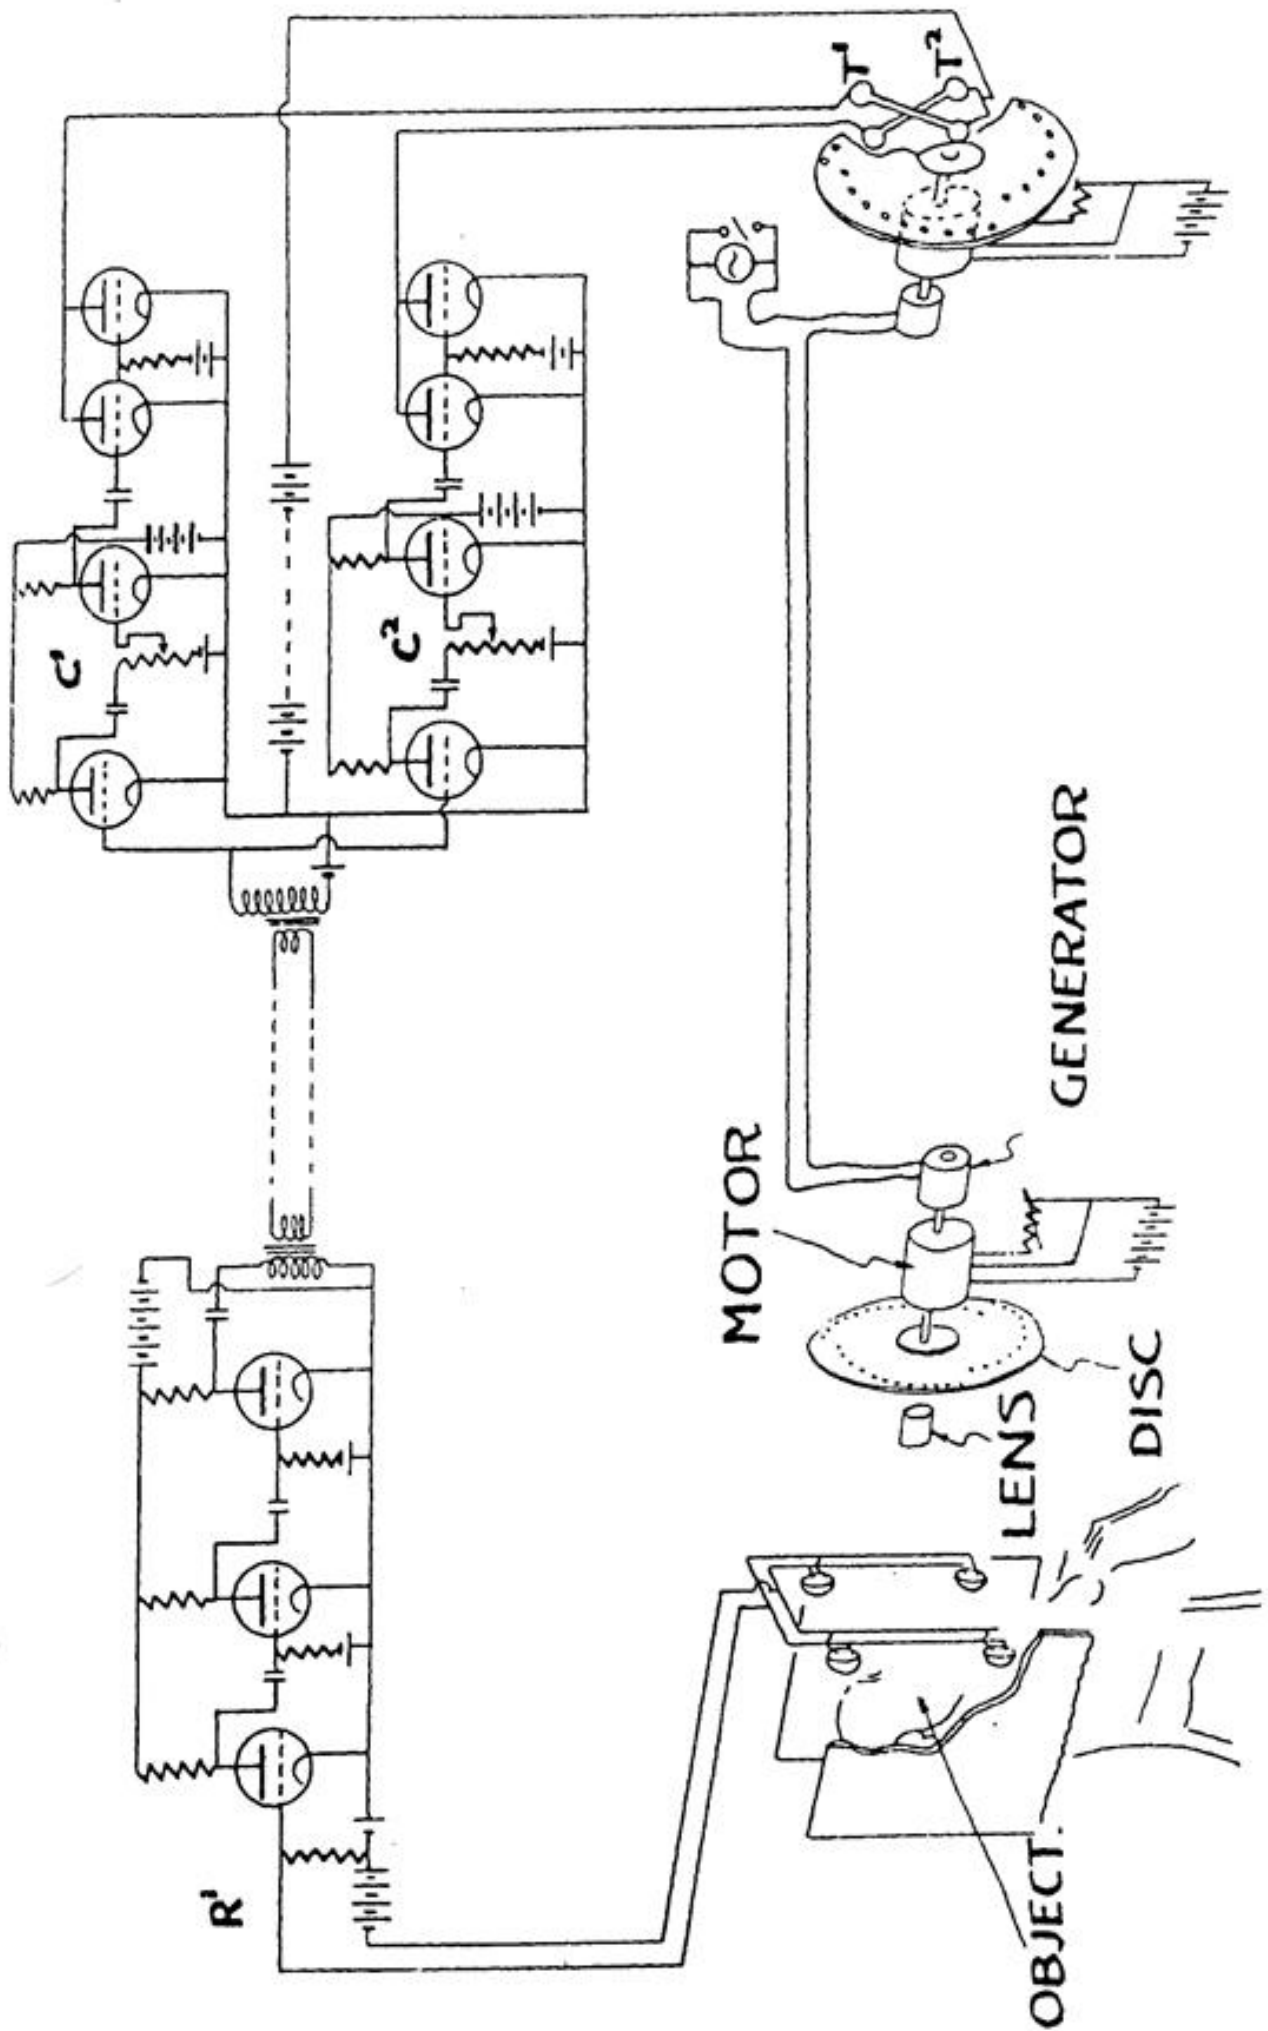 R¹
C¹
C²
T¹
T²
MOTOR
GENERATOR
LENS
DISC
OBJECT.